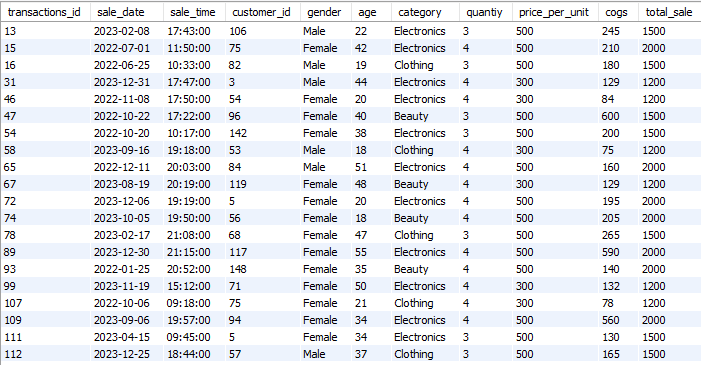 transactions_id sale_date sale_time customer_id gender age category quantiy price_per_unit cogs total_sale
13 2023-02-08 17:43:00 106 Male 22 Electronics 3 500 245 1500
15 2022-07-01 11:50:00 75 Female 42 Electronics 4 500 210 2000
16 2022-06-25 10:33:00 82 Male 19 Clothing 3 500 180 1500
31 2023-12-31 17:47:00 3 Male 44 Electronics 4 300 129 1200
46 2022-11-08 17:50:00 54 Female 20 Electronics 4 300 84 1200
47 2022-10-22 17:22:00 96 Female 40 Beauty 3 500 600 1500
54 2022-10-20 10:17:00 142 Female 38 Electronics 3 500 200 1500
58 2023-09-16 19:18:00 53 Male 18 Clothing 4 300 75 1200
65 2022-12-11 20:03:00 84 Male 51 Electronics 4 500 160 2000
67 2023-08-19 20:19:00 119 Female 48 Beauty 4 300 129 1200
72 2023-12-06 19:19:00 5 Female 20 Electronics 4 500 195 2000
74 2023-10-05 19:50:00 56 Female 18 Beauty 4 500 205 2000
78 2023-02-17 21:08:00 68 Female 47 Clothing 3 500 265 1500
89 2023-12-30 21:15:00 117 Female 55 Electronics 4 500 590 2000
93 2022-01-25 20:52:00 148 Female 35 Beauty 4 500 140 2000
99 2023-11-19 15:12:00 71 Female 50 Electronics 4 300 132 1200
107 2022-10-06 09:18:00 75 Female 21 Clothing 4 300 78 1200
109 2023-09-06 19:57:00 94 Female 34 Electronics 4 500 560 2000
111 2023-04-15 09:45:00 5 Female 34 Electronics 3 500 130 1500
112 2023-12-25 18:44:00 57 Male 37 Clothing 3 500 165 1500